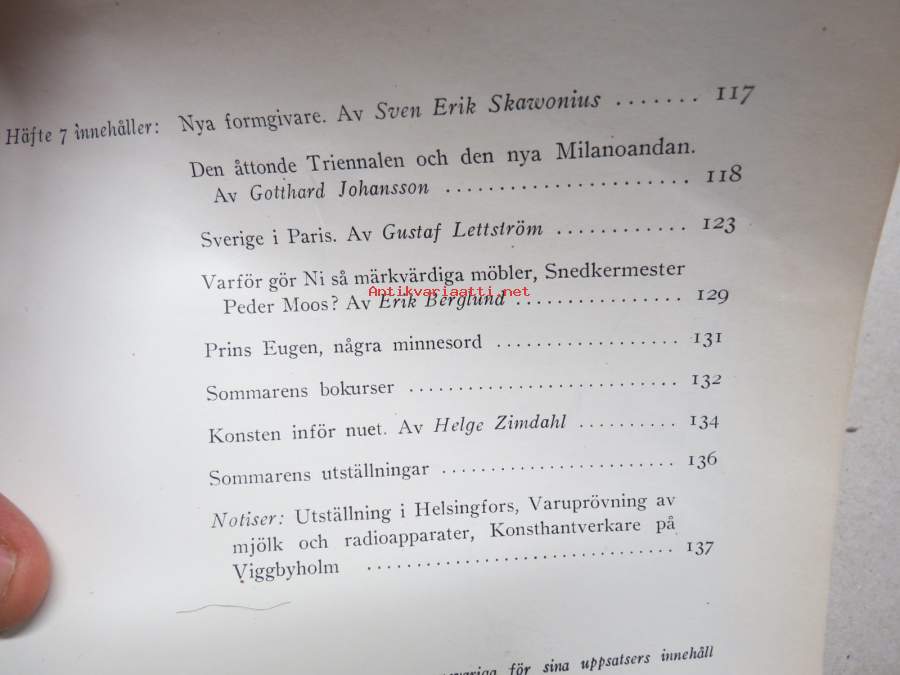 Häfte 7 innehåller: Nya formgivare. Av Sven Erik Skawonius ....... 117
Den åttonde Triennalen och den nya Milanoandan.
Av Gotthard Johansson ........................ 118
Sverige i Paris. Av Gustaf Lettström ............ 123
Varför gör Ni så märkvärdiga möbler, Snedkermester
Antikvariaatti.net
Peder Moos? Av Erik Berglund ................ 129
Prins Eugen, några minnesord .................. 131
Sommarens bokurser .......................... 132
Konsten inför nuet. Av Helge Zimdahl .......... 134
Sommarens utställningar ....................... 136
Notiser: Utställning i Helsingfors, Varuprövning av
mjölk och radioapparater, Konsthantverkare på
Viggbyholm .............................. 137
för sina uppsatsers innehåll